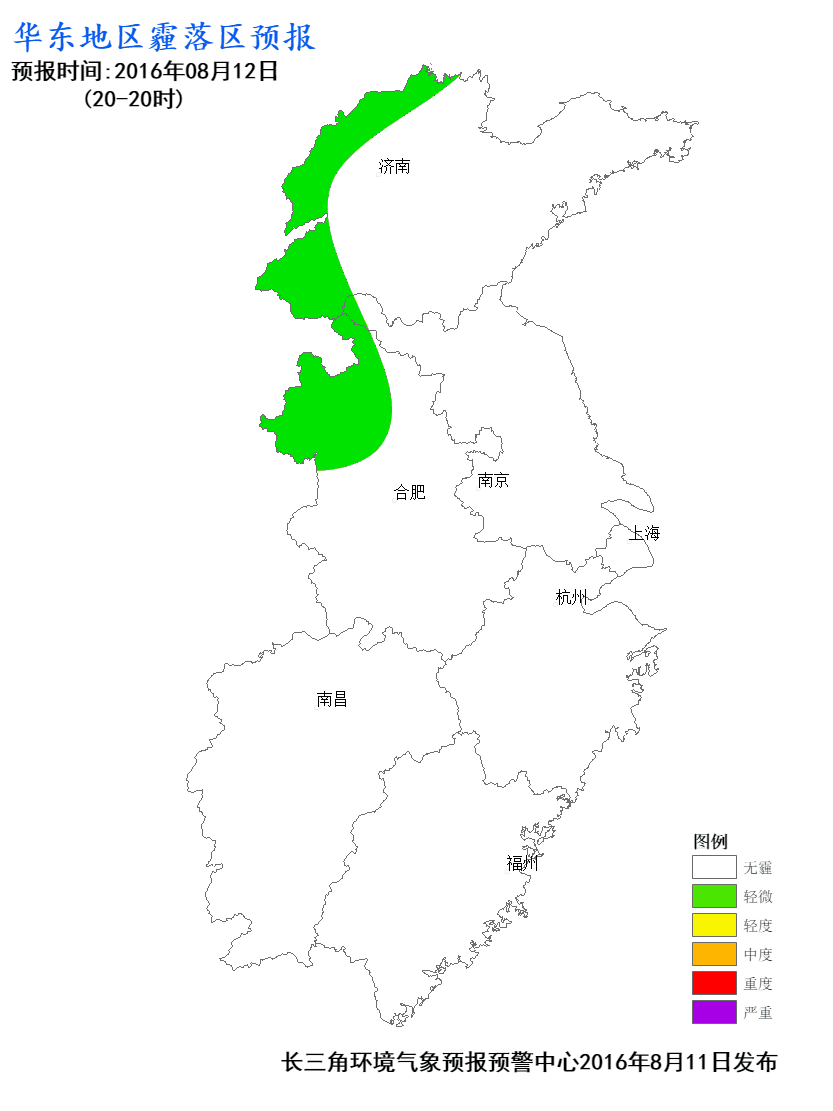 华东地区霾落区预报
预报时间:2016年08月12日
(20-20时)
济南
合肥
南京
上海
杭州
南昌
福州
图例
无霾
轻微
轻度
中度
重度
严重
长三角环境气象预报预警中心2016年8月11日发布